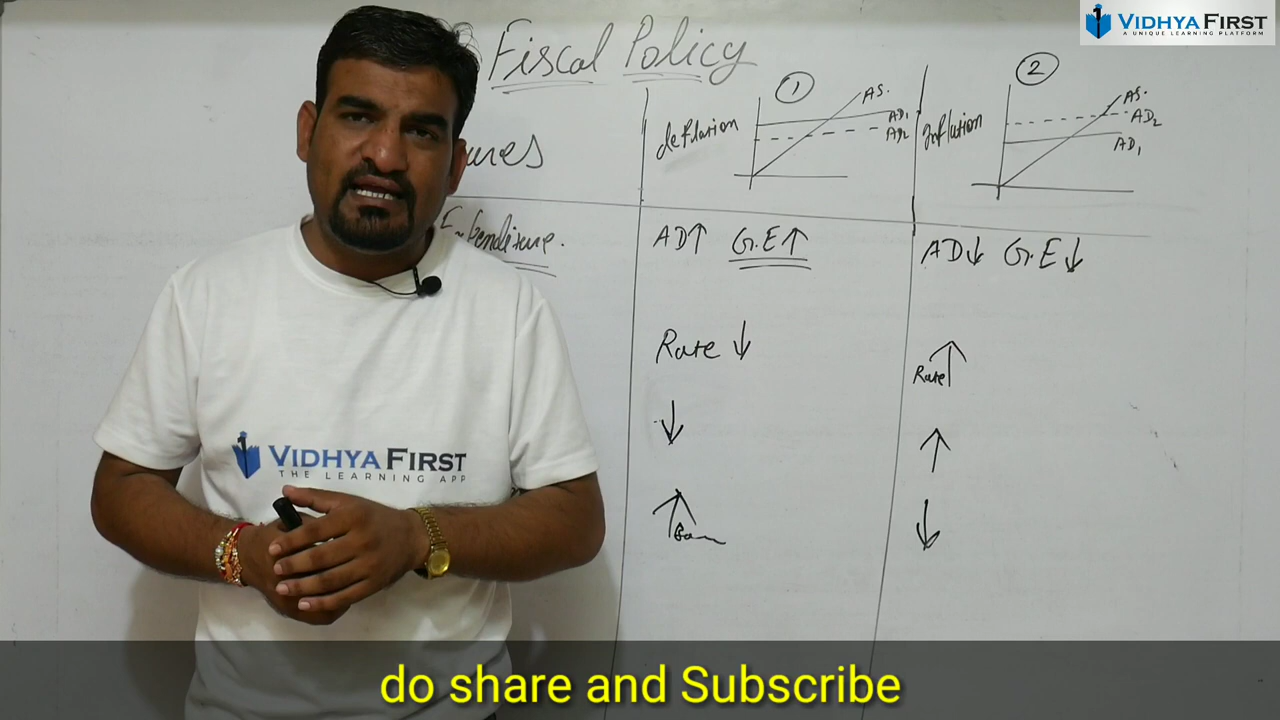 VIDHYA FIRST
A UNIQUE LEARNING PLATFORM
Fiscal Policy
ures
deflation
1
AS.
AD1
AD2
Inflation
2
AS.
AD2
AD1
Expenditure.
AD↑ G.E↑
AD↓ G.E↓
Rate ↓
Rate ↑
↓
↑
↑
↓
VIDHYA FIRST
THE LEARNING APP
do share and Subscribe